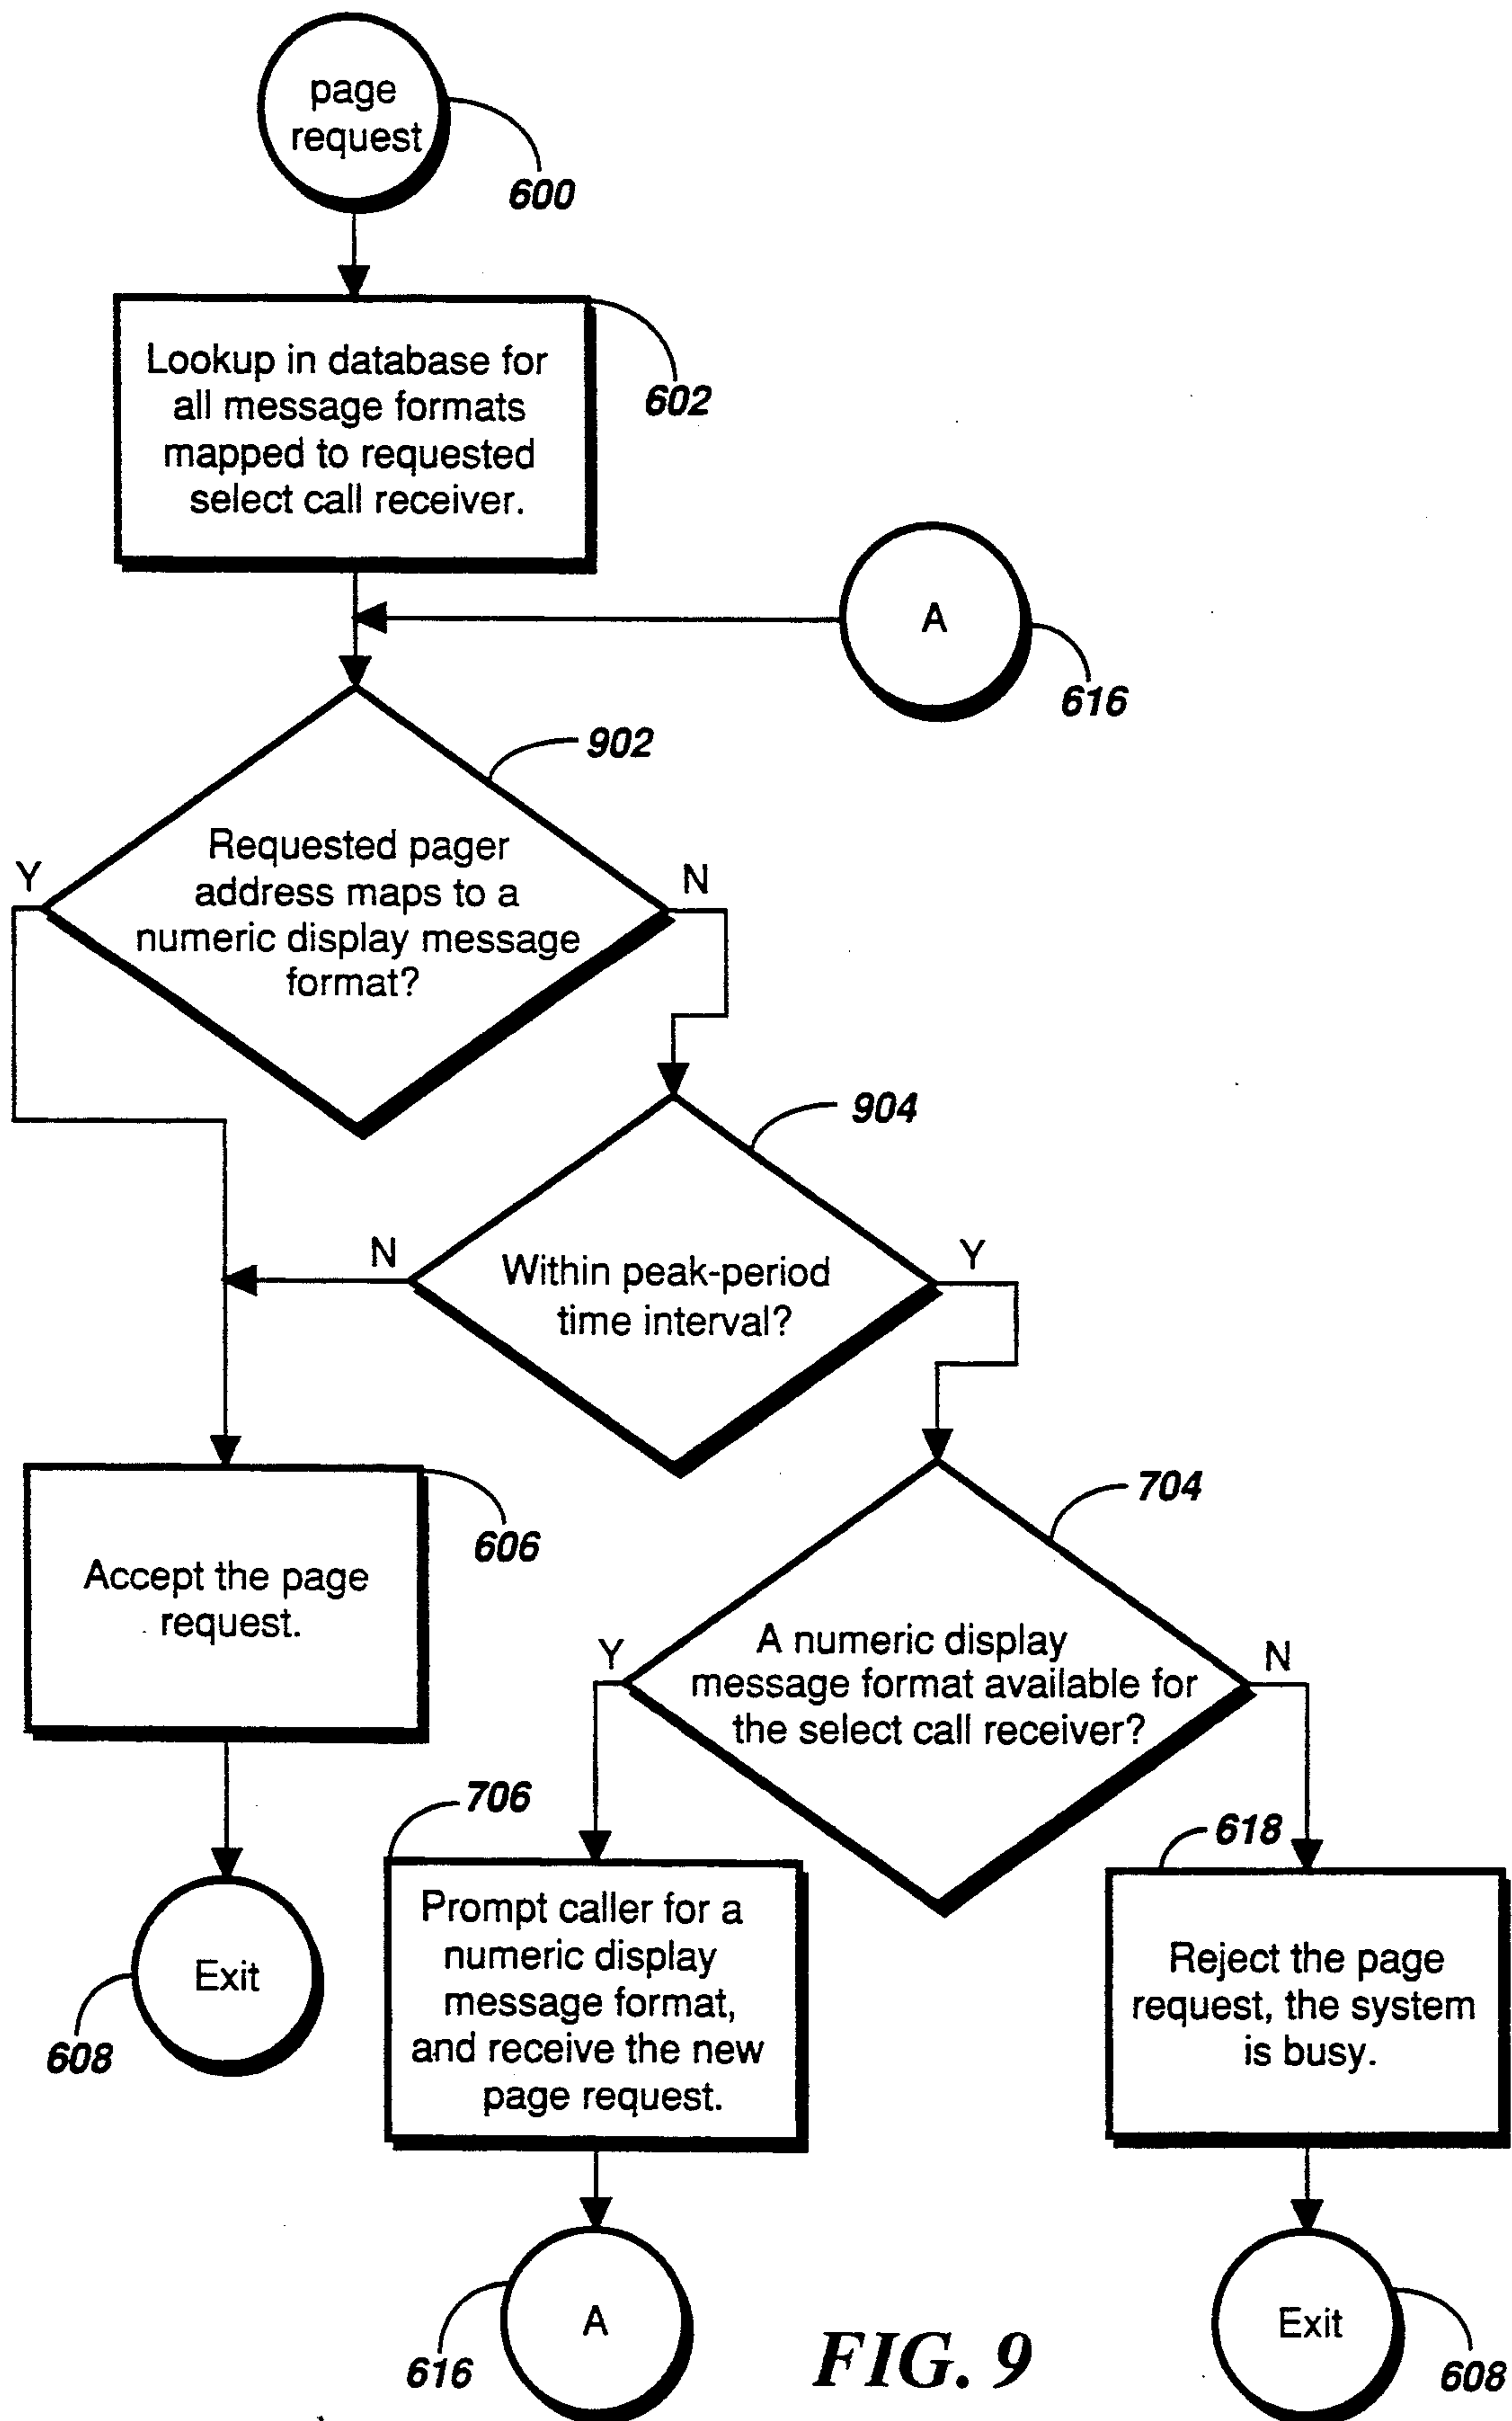 page
request
600
Lookup in database for
all message formats
mapped to requested
select call receiver.
602
A
616
902
Requested pager
address maps to a
numeric display message
format?
Y
N
904
Within peak-period
time interval?
N
Y
704
A numeric display
message format available for
the select call receiver?
Y
N
606
Accept the page
request.
706
Prompt caller for a
numeric display
message format,
and receive the new
page request.
618
Reject the page
request, the system
is busy.
Exit
608
A
616
Exit
608
FIG. 9